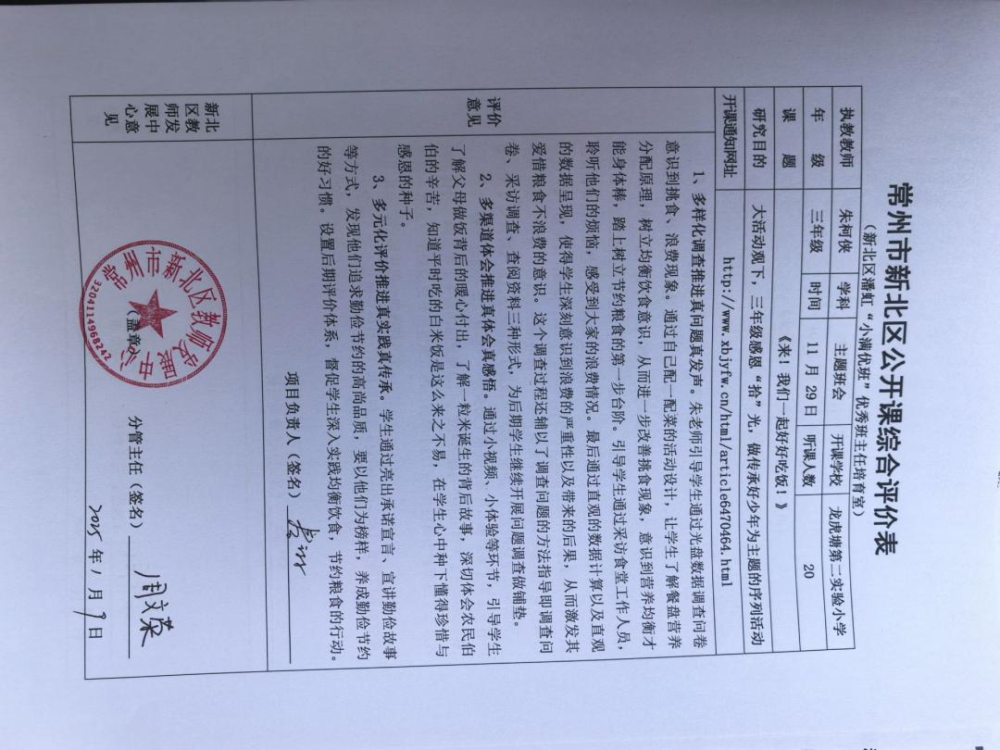 常州市新北区公开课综合评价表
（新北区潘虹“小满优班”优秀班主任培育室）
执教教师 朱柯侠 学科 主题班会 开课学校 龙虎塘第二实验小学
年 级 三年级 时间 11 月 29 日 听课人数 20
课 题 《来！我们一起好好吃饭！》
研究目的 大活动观下，三年级感恩“拾”光，做传承好少年为主题的序列活动
开课通知网址 http://www.xbjyfw.cn/html/article6470464.html
评价
意见
1、多样化调查推进真问题真发声。朱老师引导学生通过光盘数据调查问卷
意识到挑食、浪费现象。通过自己配一配菜的活动设计，让学生了解餐盘营养
分配原理，树立均衡饮食意识，从而进一步改善挑食现象，意识到营养均衡才
能身体棒，踏上树立节约粮食的第一步台阶。引导学生通过采访食堂工作人员，
聆听他们的烦恼，感受到大家的浪费情况。最后通过直观的数据计算以及直观
的数据呈现，使得学生深刻意识到浪费的严重性以及带来的后果，从而激发其
爱惜粮食不浪费的意识。这个调查过程还辅以了调查问题的方法指导即调查问
卷、采访调查、查阅资料三种形式，为后期学生继续开展问题调查做铺垫。
2、多渠道体会推进真体会真感悟。通过小视频、小体验等环节，引导学生
了解父母做饭背后的暖心付出，了解一粒米诞生的背后故事，深切体会农民伯
伯的辛苦，知道平时吃的白米饭是这么来之不易，在学生心中种下懂得珍惜与
感恩的种子。
3、多元化评价推进真实践真传承。学生通过亮出承诺宣言、宣讲勤俭故事
等方式，发现他们追求勤俭节约的高尚品质，要以他们为榜样，养成勤俭节约
的好习惯。设置后期评价体系，督促学生深入实践均衡饮食，节约粮食的行动。
项目负责人（签名）
新北
区教
师发
展中
心意
见
常州市新北区教师发展中心
3204114968242
（盖章）
分管主任（签名） 周文荣
2025 年 1 月 9 日